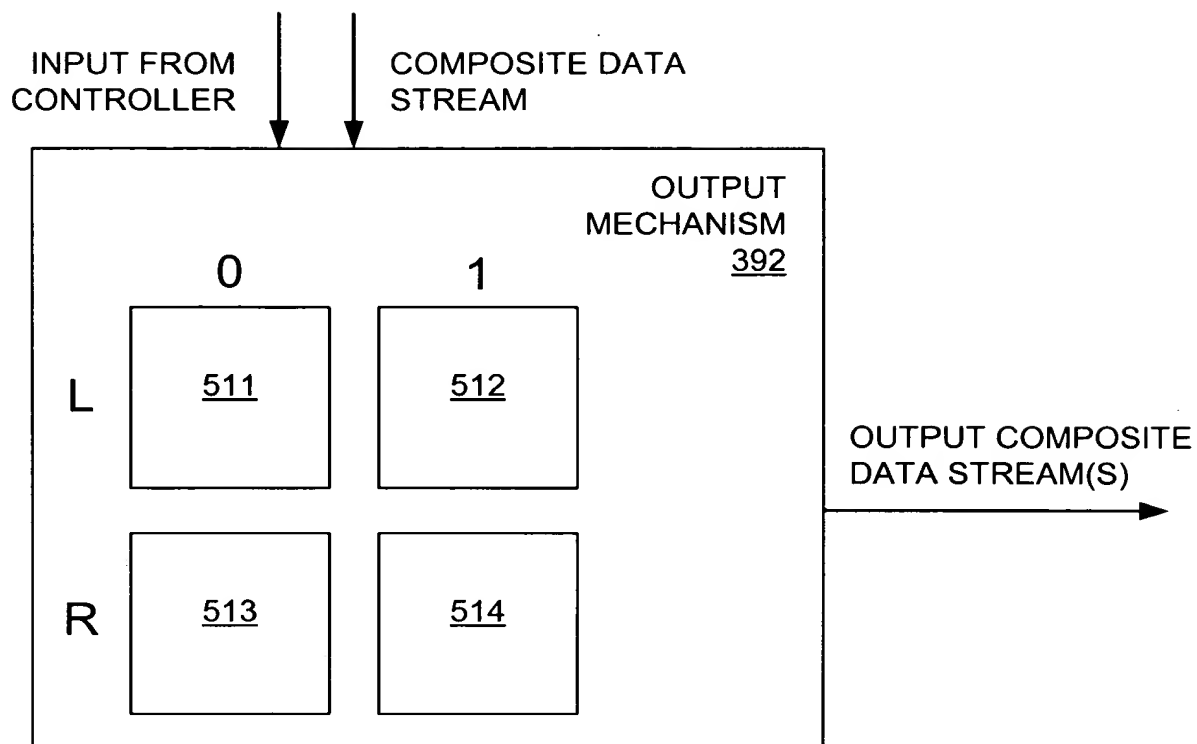 INPUT FROM
CONTROLLER
COMPOSITE DATA
STREAM
OUTPUT
MECHANISM
392
0 1
L 511 512
R 513 514
OUTPUT COMPOSITE
DATA STREAM(S)